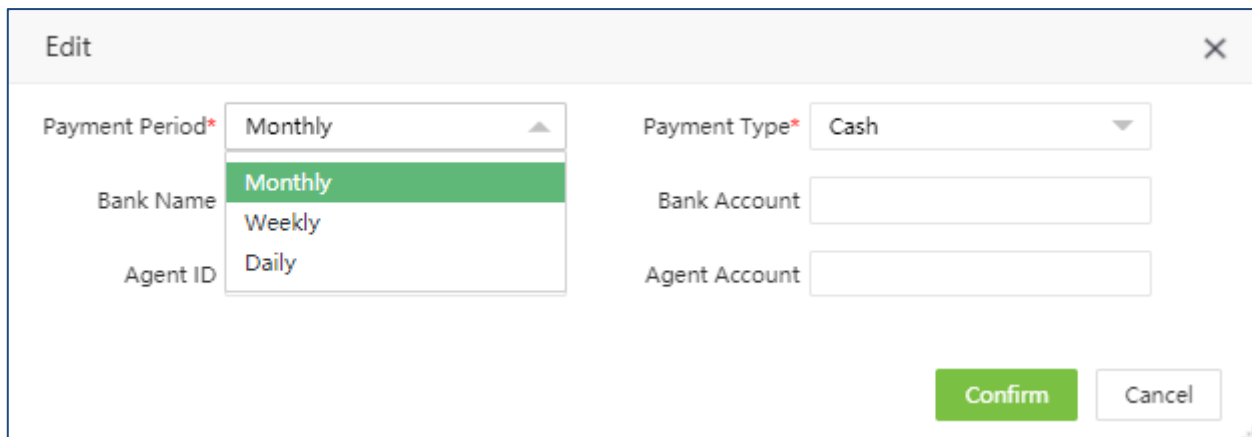 Edit
Payment Period* Monthly Payment Type* Cash
Monthly
Bank Name Bank Account
Weekly
Daily
Agent ID Agent Account
Confirm Cancel